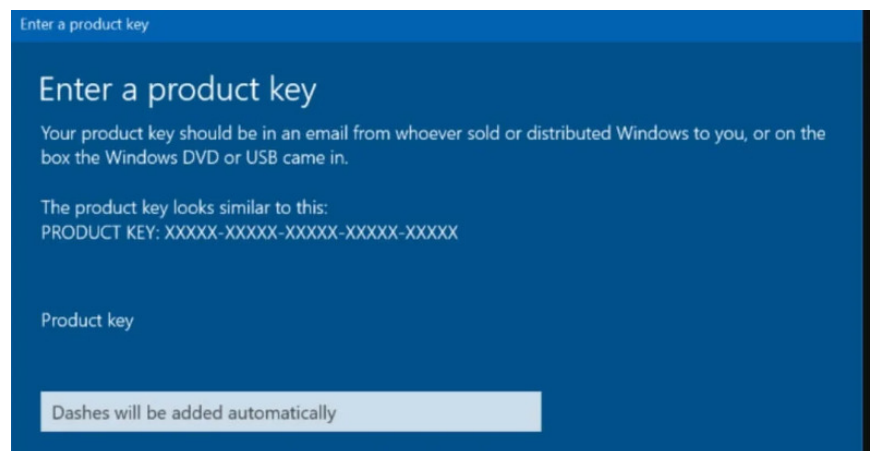 Enter a product key
Enter a product key
Your product key should be in an email from whoever sold or distributed Windows to you, or on the
box the Windows DVD or USB came in.
The product key looks similar to this:
PRODUCT KEY: XXXXX-XXXXX-XXXXX-XXXXX-XXXXX
Product key
Dashes will be added automatically